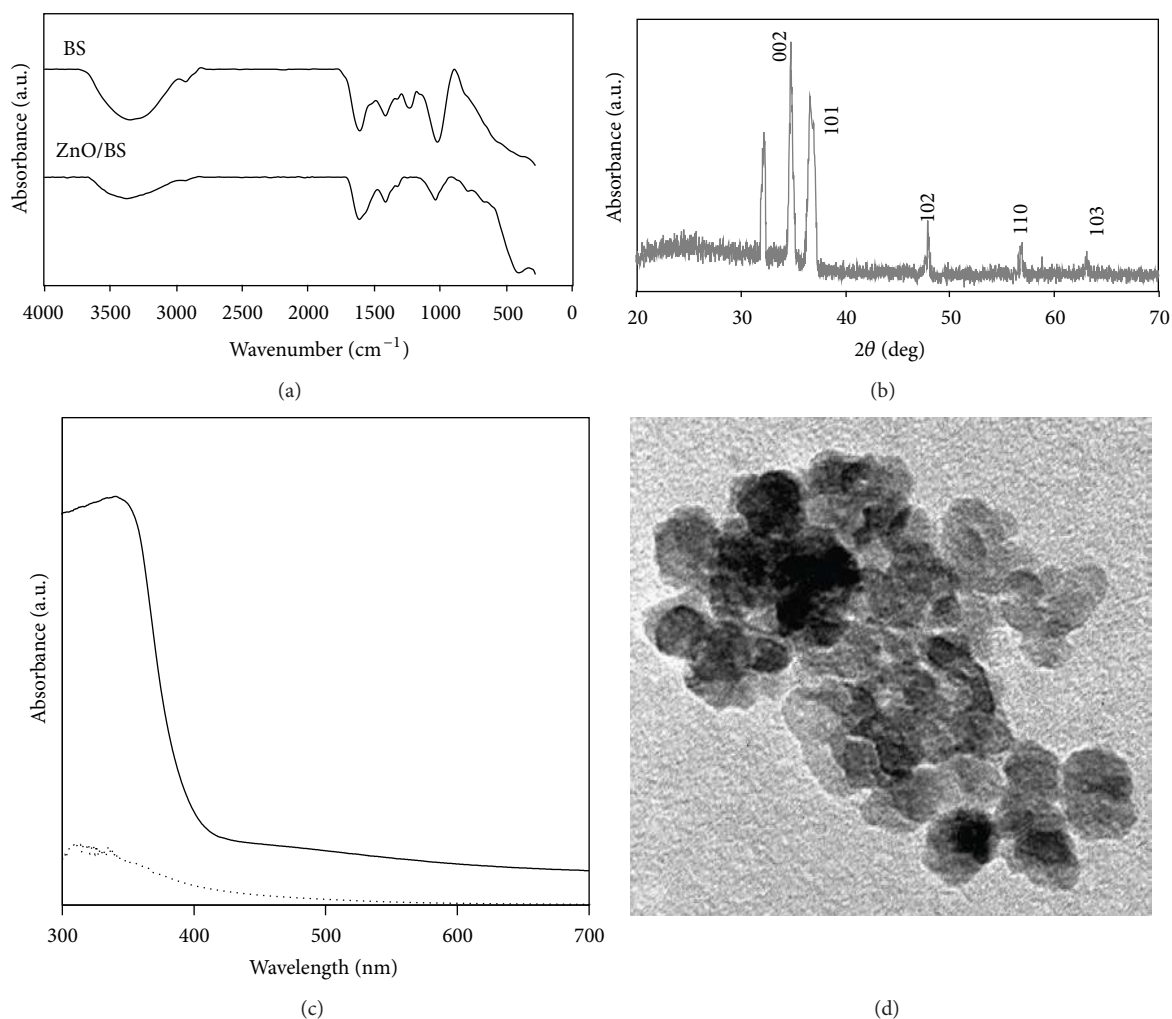 BS
ZnO/BS
Absorbance (a.u.)
4000 3500 3000 2500 2000 1500 1000 500 0
Wavenumber (cm⁻¹)
(a)
002
101
102
110
103
Absorbance (a.u.)
20 30 40 50 60 70
2θ (deg)
(b)
Absorbance (a.u.)
300 400 500 600 700
Wavelength (nm)
(c)
(d)